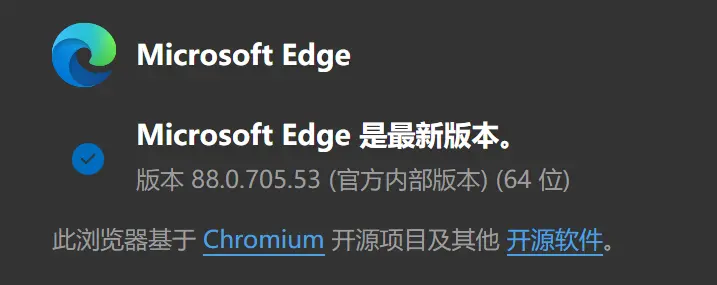 Microsoft Edge
Microsoft Edge 是最新版本。
版本 88.0.705.53 (官方内部版本) (64 位)
此浏览器基于 Chromium 开源项目及其他 开源软件。